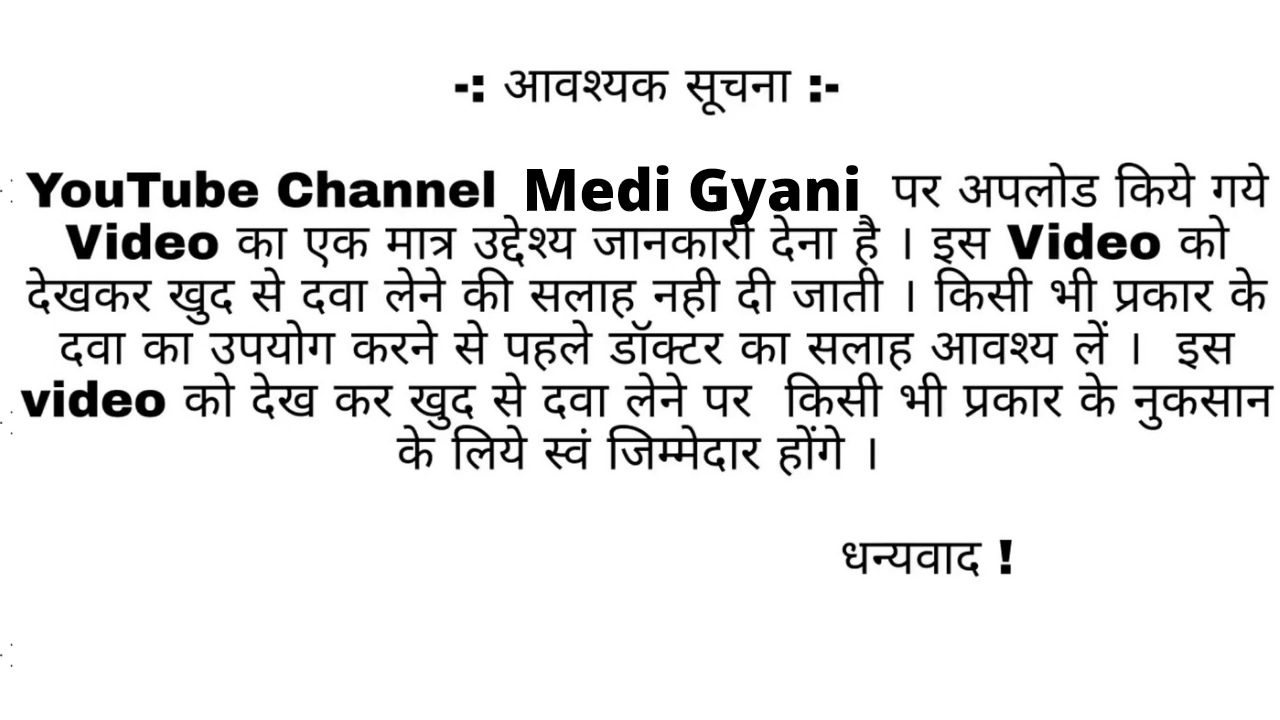 -: आवश्यक सूचना :-
YouTube Channel Medi Gyani पर अपलोड किये गये
Video का एक मात्र उद्देश्य जानकारी देना है । इस Video को
देखकर खुद से दवा लेने की सलाह नही दी जाती । किसी भी प्रकार के
दवा का उपयोग करने से पहले डॉक्टर का सलाह आवश्य लें । इस
video को देख कर खुद से दवा लेने पर किसी भी प्रकार के नुकसान
के लिये स्वं जिम्मेदार होंगे ।
धन्यवाद !